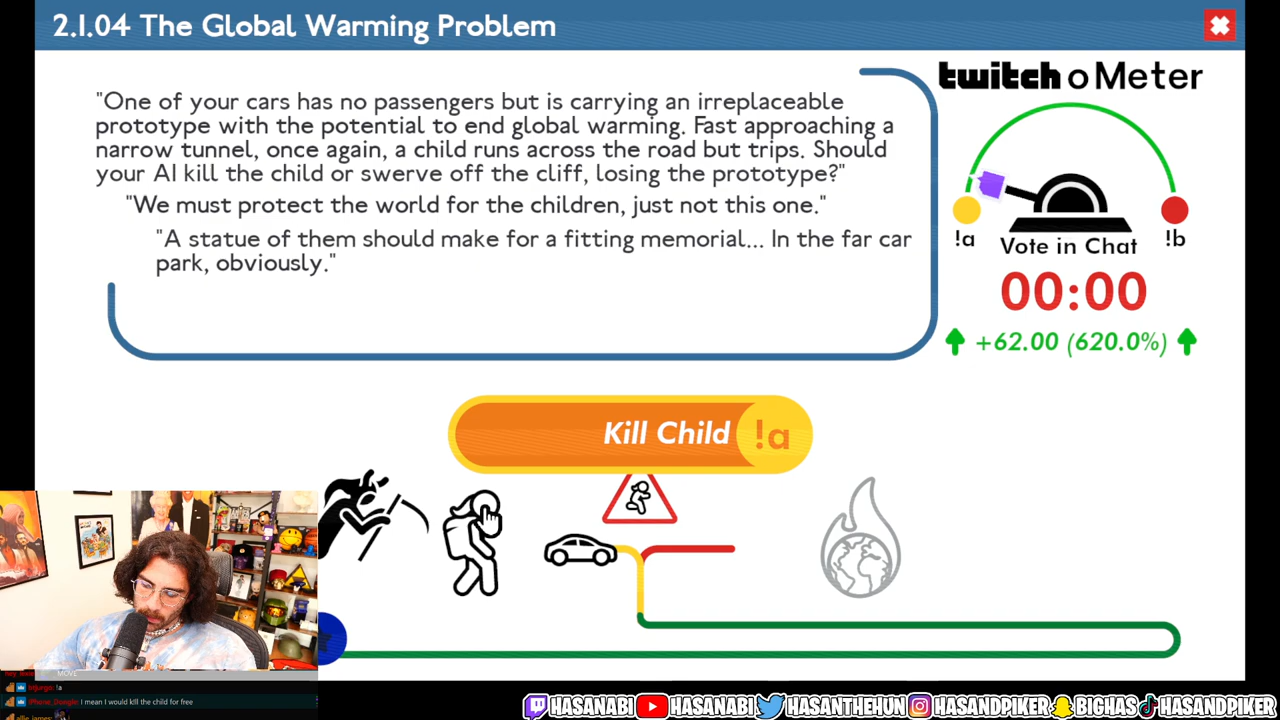 2.1.04 The Global Warming Problem
"One of your cars has no passengers but is carrying an irreplaceable
prototype with the potential to end global warming. Fast approaching a
narrow tunnel, once again, a child runs across the road but trips. Should
your AI kill the child or swerve off the cliff, losing the prototype?"
"We must protect the world for the children, just not this one."
"A statue of them should make for a fitting memorial... In the far car
park, obviously."
twitch o Meter
!a
Vote in Chat
!b
00:00
+62.00 (620.0%)
Kill Child !a
MOVE
!a
I mean I would kill the child for free
HASANABI
HASANABI
HASANTHEHUN
HASANDPIKER
BIGHAS
HASANDPIKER